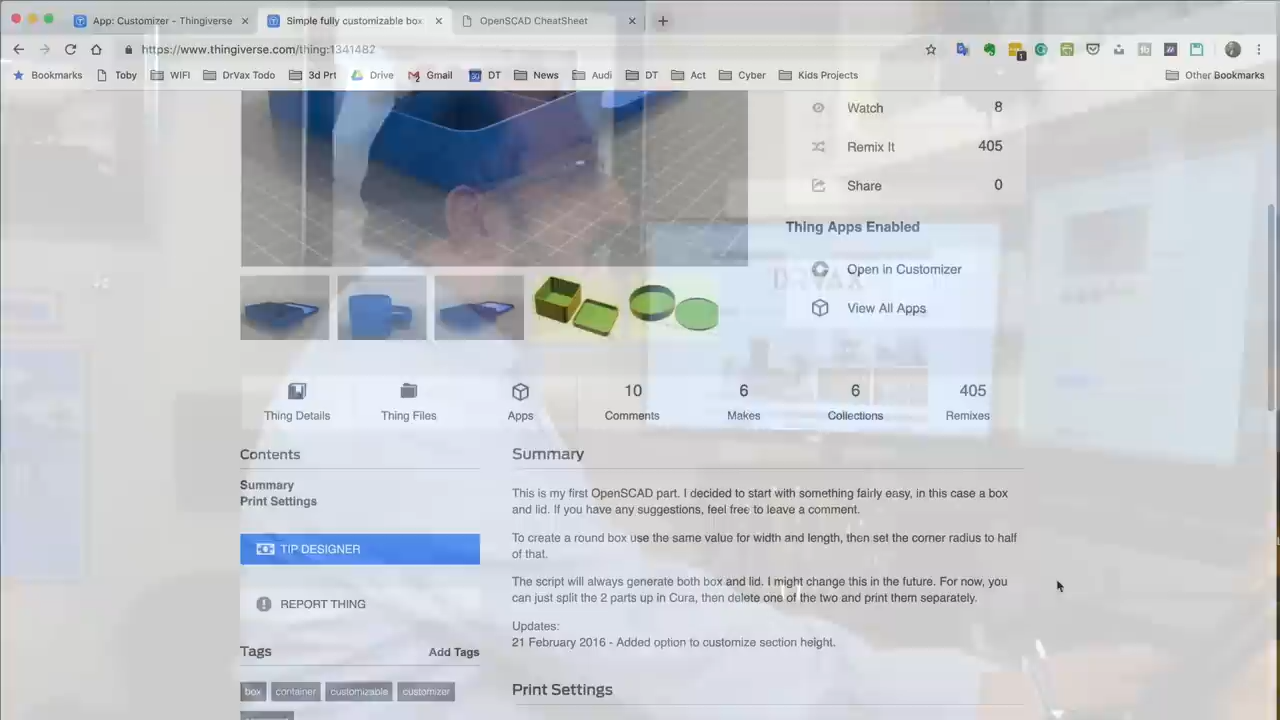 App: Customizer - Thingiverse
Simple fully customizable box
OpenSCAD CheatSheet
https://www.thingiverse.com/thing:1341482
Bookmarks
Toby
WIFI
DrVax Todo
3d Prt
Drive
Gmail
DT
News
Audi
DT
Act
Cyber
Kids Projects
Other Bookmarks
Watch 8
Remix It 405
Share 0
Thing Apps Enabled
Open in Customizer
View All Apps
DRVAX
Thing Details
Thing Files
Apps
10
Comments
6
Makes
6
Collections
405
Remixes
Contents
Summary
Print Settings
TIP DESIGNER
REPORT THING
Tags Add Tags
box container customizable customizer
Summary
This is my first OpenSCAD part. I decided to start with something fairly easy, in this case a box
and lid. If you have any suggestions, feel free to leave a comment.
To create a round box use the same value for width and length, then set the corner radius to half
of that.
The script will always generate both box and lid. I might change this in the future. For now, you
can just split the 2 parts up in Cura, then delete one of the two and print them separately.
Updates:
21 February 2016 - Added option to customize section height.
Print Settings